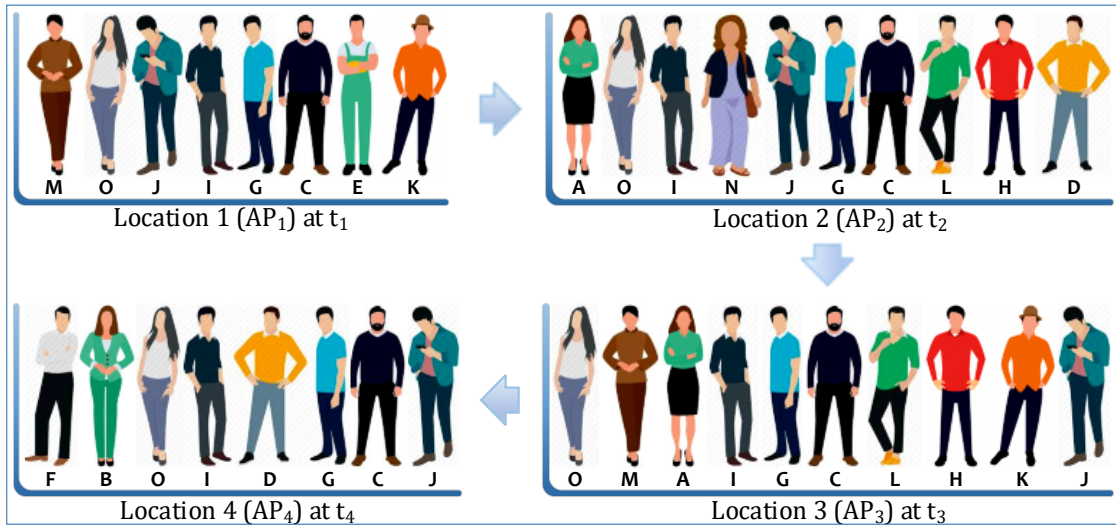 M O J I G C E K
Location 1 (AP₁) at t₁
A O I N J G C L H D
Location 2 (AP₂) at t₂
F B O I D G C J
Location 4 (AP₄) at t₄
O M A I G C L H K J
Location 3 (AP₃) at t₃